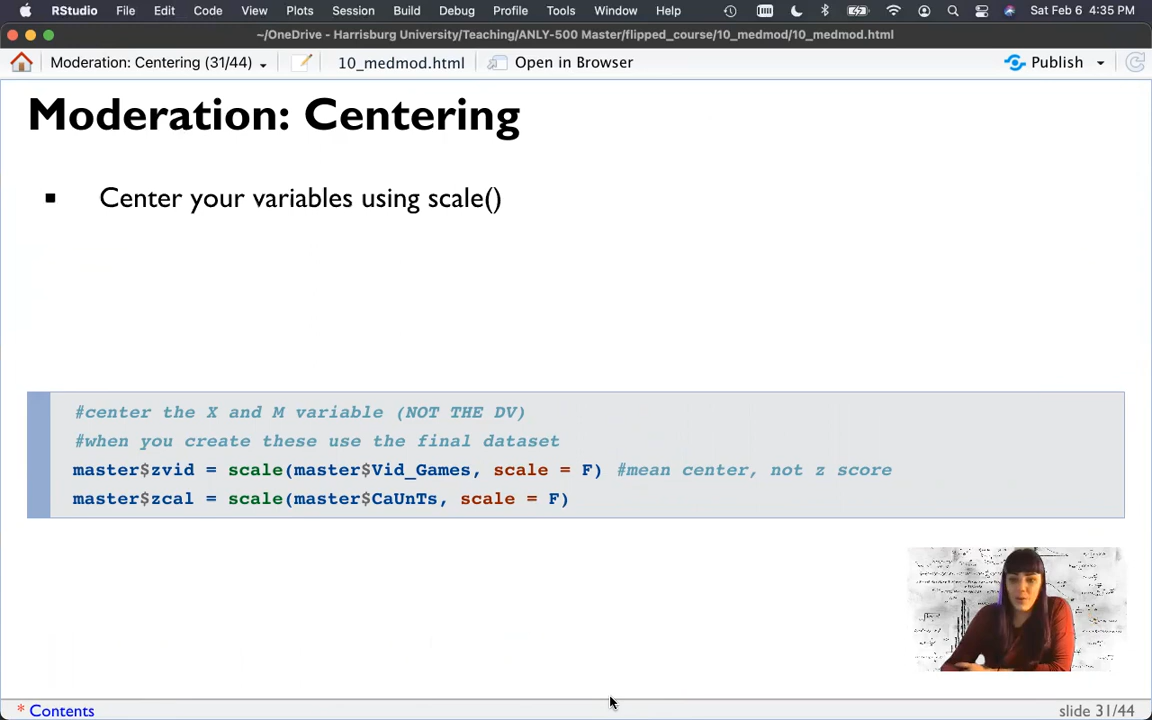 RStudio File Edit Code View Plots Session Build Debug Profile Tools Window Help Sat Feb 6 4:35 PM
~/OneDrive - Harrisburg University/Teaching/ANLY-500 Master/flipped_course/10_medmod/10_medmod.html
Moderation: Centering (31/44) 10_medmod.html Open in Browser Publish
Moderation: Centering
▪ Center your variables using scale()
#center the X and M variable (NOT THE DV)
#when you create these use the final dataset
master$zvid = scale(master$Vid_Games, scale = F) #mean center, not z score
master$zcal = scale(master$CaUnTs, scale = F)
* Contents
slide 31/44